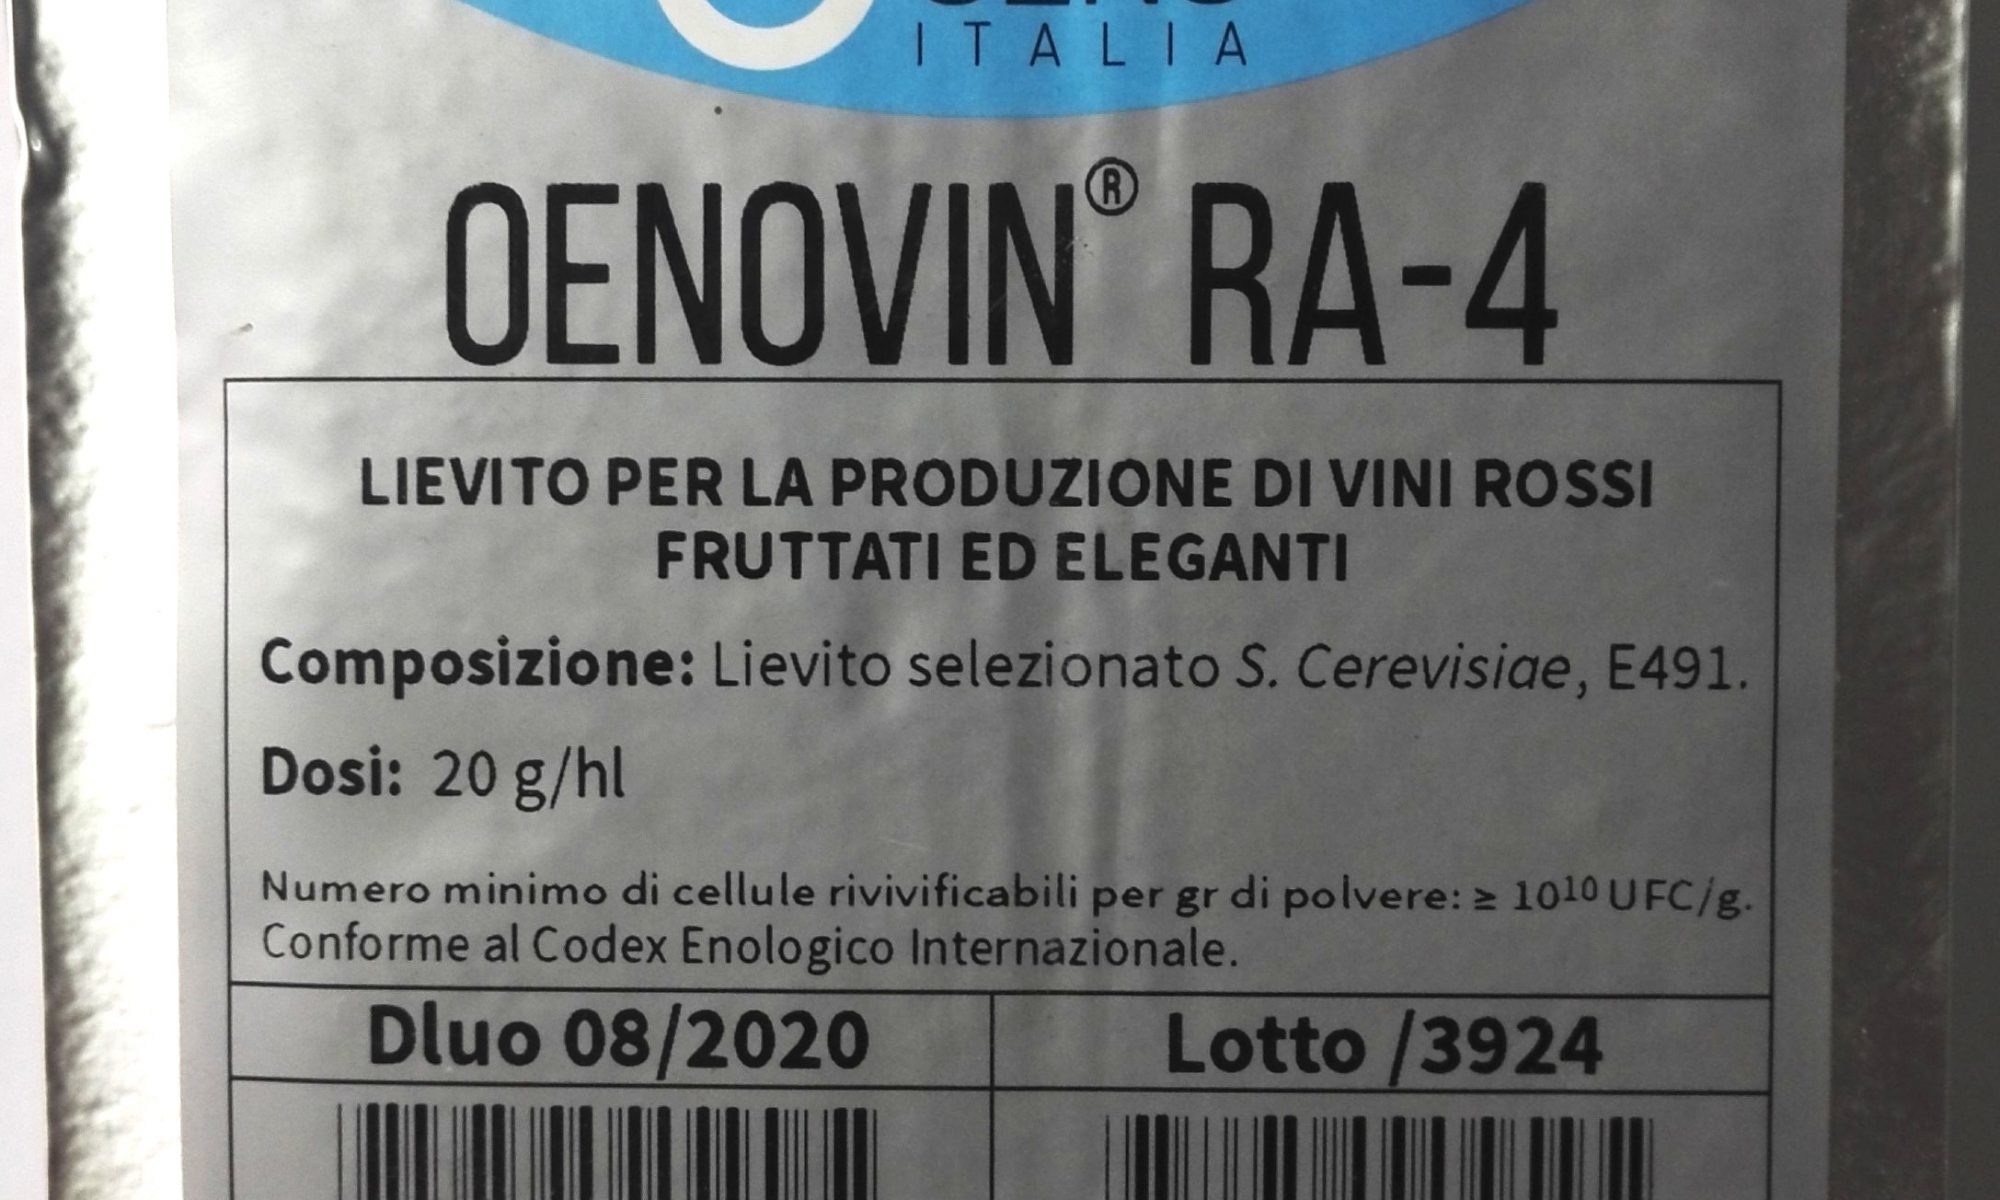 ITALIA
OENOVIN® RA-4
LIEVITO PER LA PRODUZIONE DI VINI ROSSI
FRUTTATI ED ELEGANTI
Composizione: Lievito selezionato S. Cerevisiae, E491.
Dosi: 20 g/hl
Numero minimo di cellule rivivificabili per gr di polvere: ≥ 10¹⁰ UFC/g.
Conforme al Codex Enologico Internazionale.
Dluo 08/2020
Lotto /3924